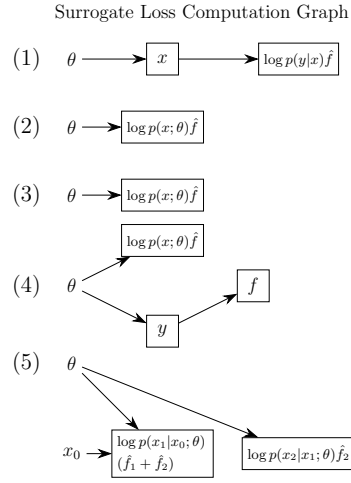 Surrogate Loss Computation Graph
(1) θ x log p(y|x)f̂
(2) θ log p(x; θ)f̂
(3) θ log p(x; θ)f̂
log p(x; θ)f̂
(4) θ f
y
(5) θ
x₀ log p(x₁|x₀; θ)
(f̂₁ + f̂₂) log p(x₂|x₁; θ)f̂₂